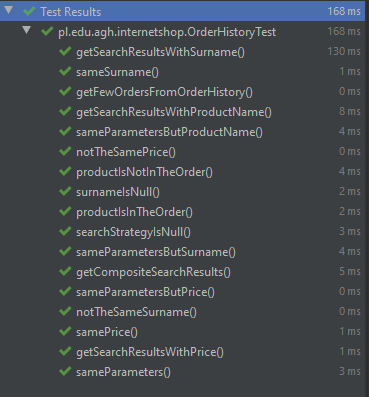 Test Results 168 ms
pl.edu.agh.internetshop.OrderHistoryTest 168 ms
getSearchResultsWithSurname() 130 ms
sameSurname() 1 ms
getFewOrdersFromOrderHistory() 0 ms
getSearchResultsWithProductName() 8 ms
sameParametersButProductName() 4 ms
notTheSamePrice() 0 ms
productIsNotInTheOrder() 4 ms
surnameIsNull() 2 ms
productIsInTheOrder() 2 ms
searchStrategyIsNull() 3 ms
sameParametersButSurname() 4 ms
getCompositeSearchResults() 5 ms
sameParametersButPrice() 0 ms
notTheSameSurname() 0 ms
samePrice() 1 ms
getSearchResultsWithPrice() 1 ms
sameParameters() 3 ms